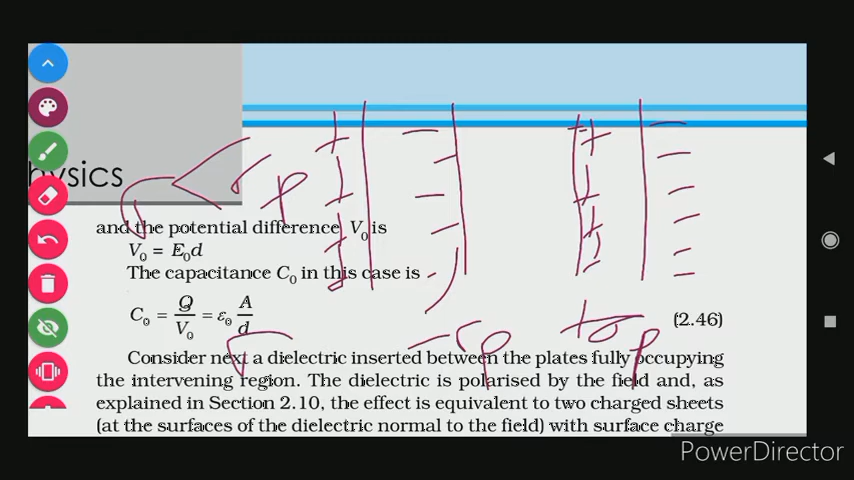 hysics
and the potential difference, V₀ is
V₀ = E₀d
The capacitance C₀ in this case is
C₀ = Q/V₀ = ε₀ A/d (2.46)
Consider next a dielectric inserted between the plates fully occupying
the intervening region. The dielectric is polarised by the field and, as
explained in Section 2.10, the effect is equivalent to two charged sheets
(at the surfaces of the dielectric normal to the field) with surface charge
σp
σ
-σp
+σp
PowerDirector